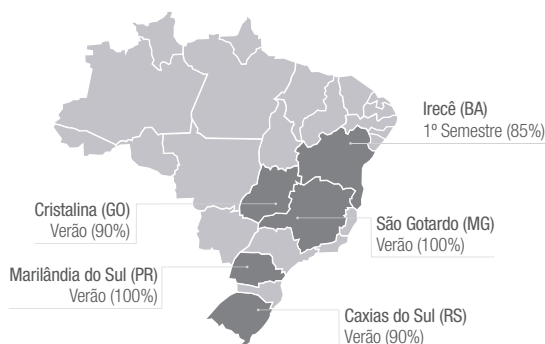 Irecê (BA)
1º Semestre (85%)
Cristalina (GO)
Verão (90%)
São Gotardo (MG)
Verão (100%)
Marilândia do Sul (PR)
Verão (100%)
Caxias do Sul (RS)
Verão (90%)